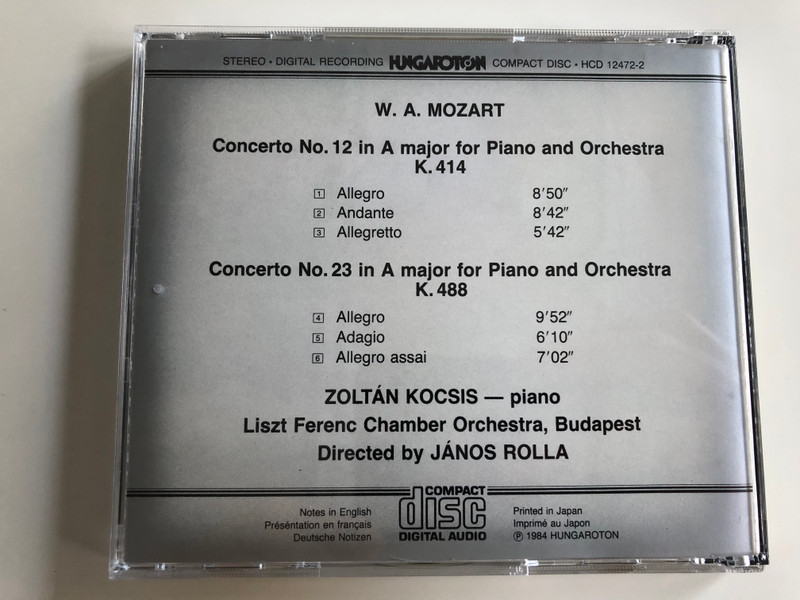 STEREO • DIGITAL RECORDING HUNGAROTON COMPACT DISC • HCD 12472-2
W. A. MOZART
Concerto No. 12 in A major for Piano and Orchestra
K. 414
1 Allegro 8′50″
2 Andante 8′42″
3 Allegretto 5′42″
Concerto No. 23 in A major for Piano and Orchestra
K. 488
4 Allegro 9′52″
5 Adagio 6′10″
6 Allegro assai 7′02″
ZOLTÁN KOCSIS — piano
Liszt Ferenc Chamber Orchestra, Budapest
Directed by JÁNOS ROLLA
Notes in English
Présentation en français
Deutsche Notizen
COMPACT
disc
DIGITAL AUDIO
Printed in Japan
Imprimé au Japon
℗ 1984 HUNGAROTON